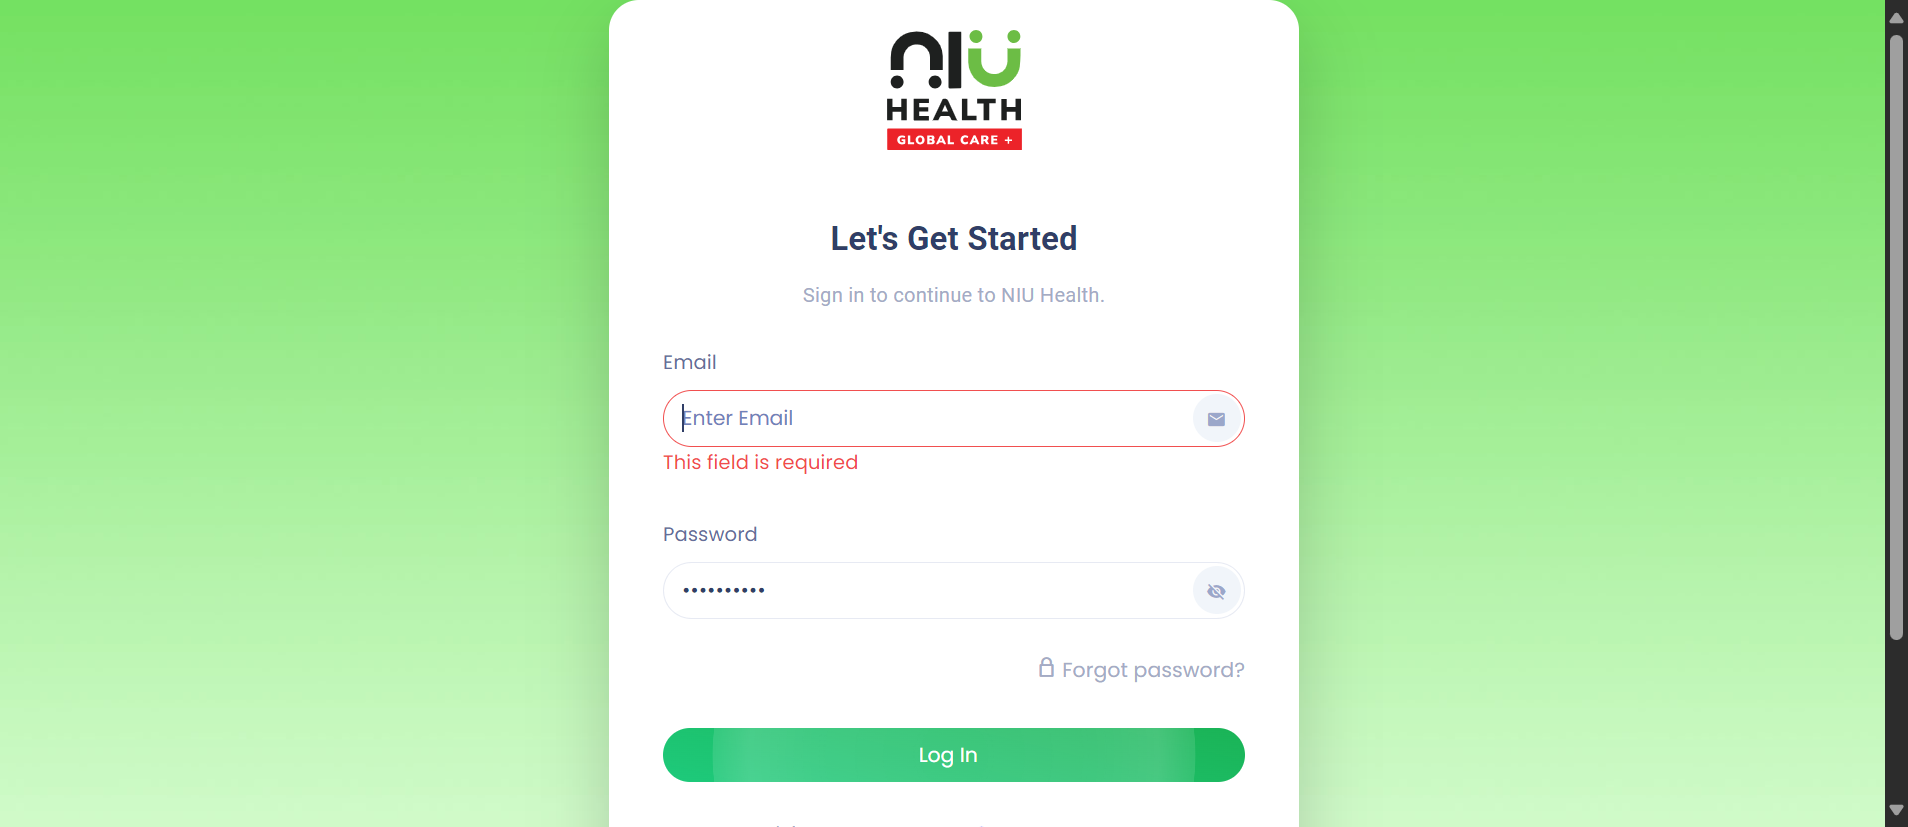 NIU
HEALTH
GLOBAL CARE +
Let's Get Started
Sign in to continue to NIU Health.
Email
Enter Email
This field is required
Password
••••••••••
Forgot password?
Log In